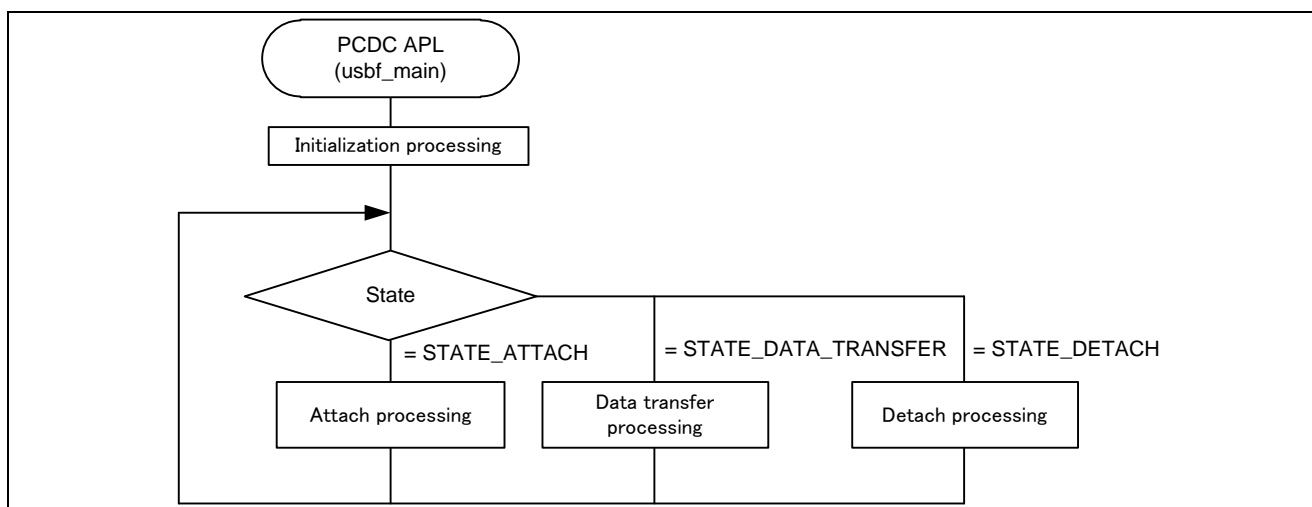 PCDC APL
(usbf_main)
Initialization processing
State
= STATE_ATTACH
= STATE_DATA_TRANSFER
= STATE_DETACH
Attach processing
Data transfer
processing
Detach processing